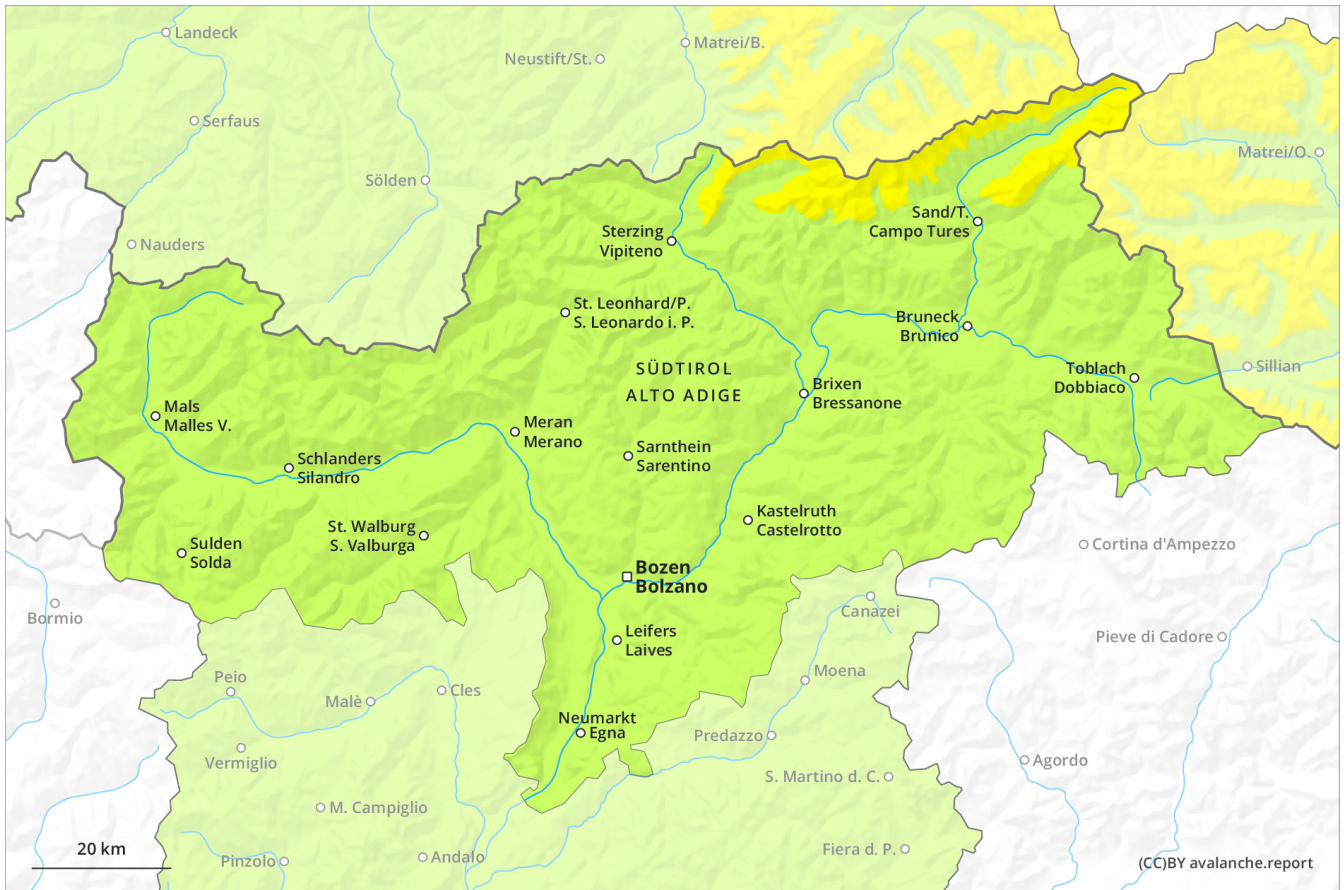 Landeck
Neustift/St.
Matrei/B.
Serfaus
Sölden
Matrei/O.
Nauders
Sand/T.
Campo Tures
Sterzing
Vipiteno
St. Leonhard/P.
S. Leonardo i. P.
Bruneck
Brunico
SÜDTIROL
ALTO ADIGE
Toblach
Dobbiaco
Sillian
Brixen
Bressanone
Mals
Malles V.
Meran
Merano
Sarnthein
Sarentino
Schlanders
Silandro
Kastelruth
Castelrotto
St. Walburg
S. Valburga
Sulden
Solda
Cortina d'Ampezzo
Bozen
Bolzano
Bormio
Canazei
Leifers
Laives
Pieve di Cadore
Peio
Malè
Cles
Moena
Neumarkt
Egna
Predazzo
Vermiglio
Agordo
S. Martino d. C.
M. Campiglio
20 km
Pinzolo
Andalo
Fiera d. P.
(CC)BY avalanche.report